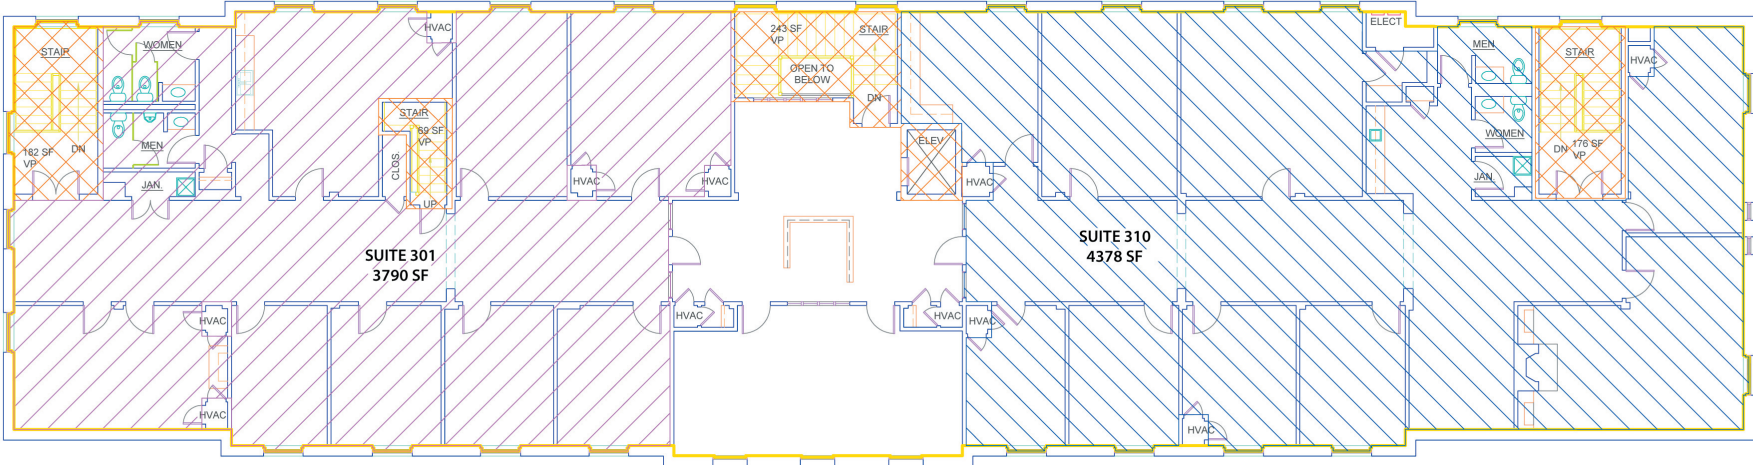 STAIR
WOMEN
HVAC
243 SF
VP
STAIR
ELECT
MEN
STAIR
HVAC
OPEN TO
BELOW
DN
STAIR
69 SF
VP
MEN
182 SF
VP
DN
CLOS.
ELEV
WOMEN
DN
176 SF
VP
JAN.
HVAC
HVAC
HVAC
JAN.
UP
SUITE 301
3790 SF
SUITE 310
4378 SF
HVAC
HVAC
HVAC
HVAC
HVAC
HVAC